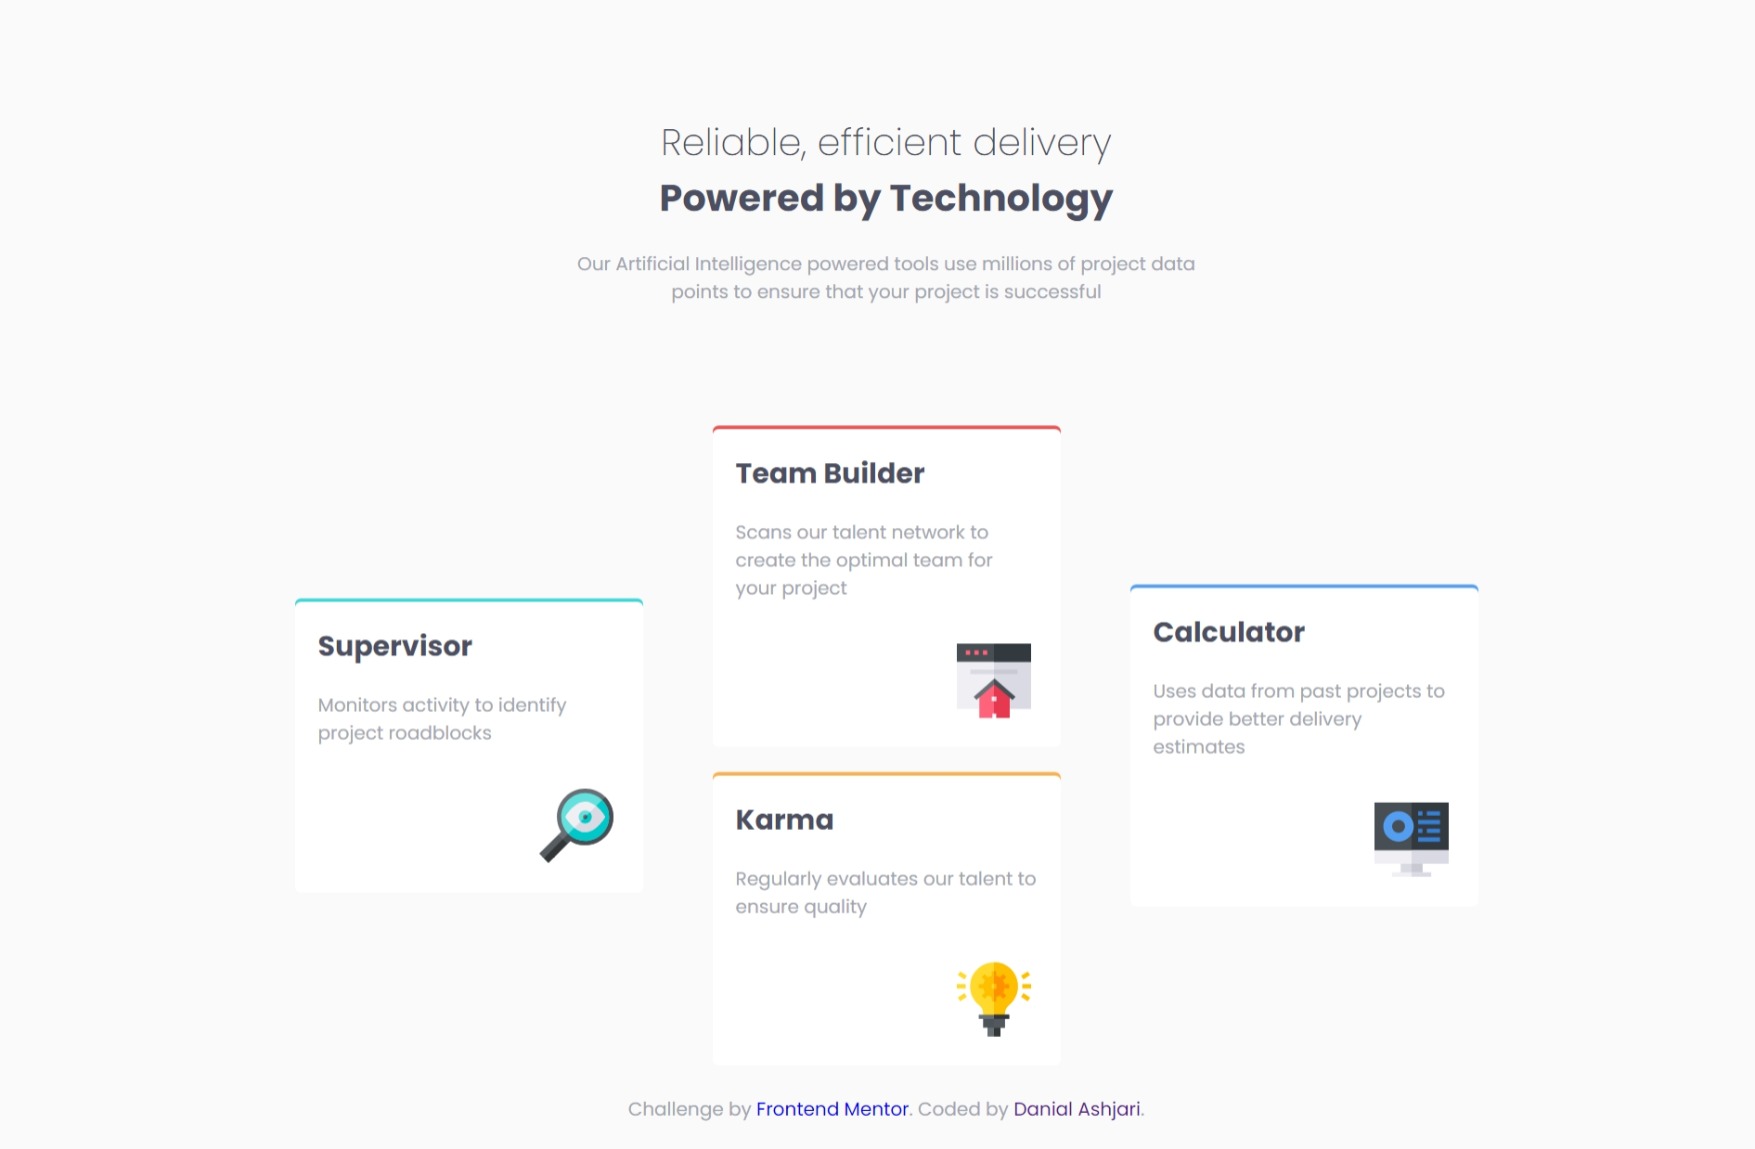 Reliable, efficient delivery
Powered by Technology
Our Artificial Intelligence powered tools use millions of project data
points to ensure that your project is successful
Supervisor
Monitors activity to identify
project roadblocks
Team Builder
Scans our talent network to
create the optimal team for
your project
Karma
Regularly evaluates our talent to
ensure quality
Calculator
Uses data from past projects to
provide better delivery
estimates
Challenge by Frontend Mentor. Coded by Danial Ashjari.